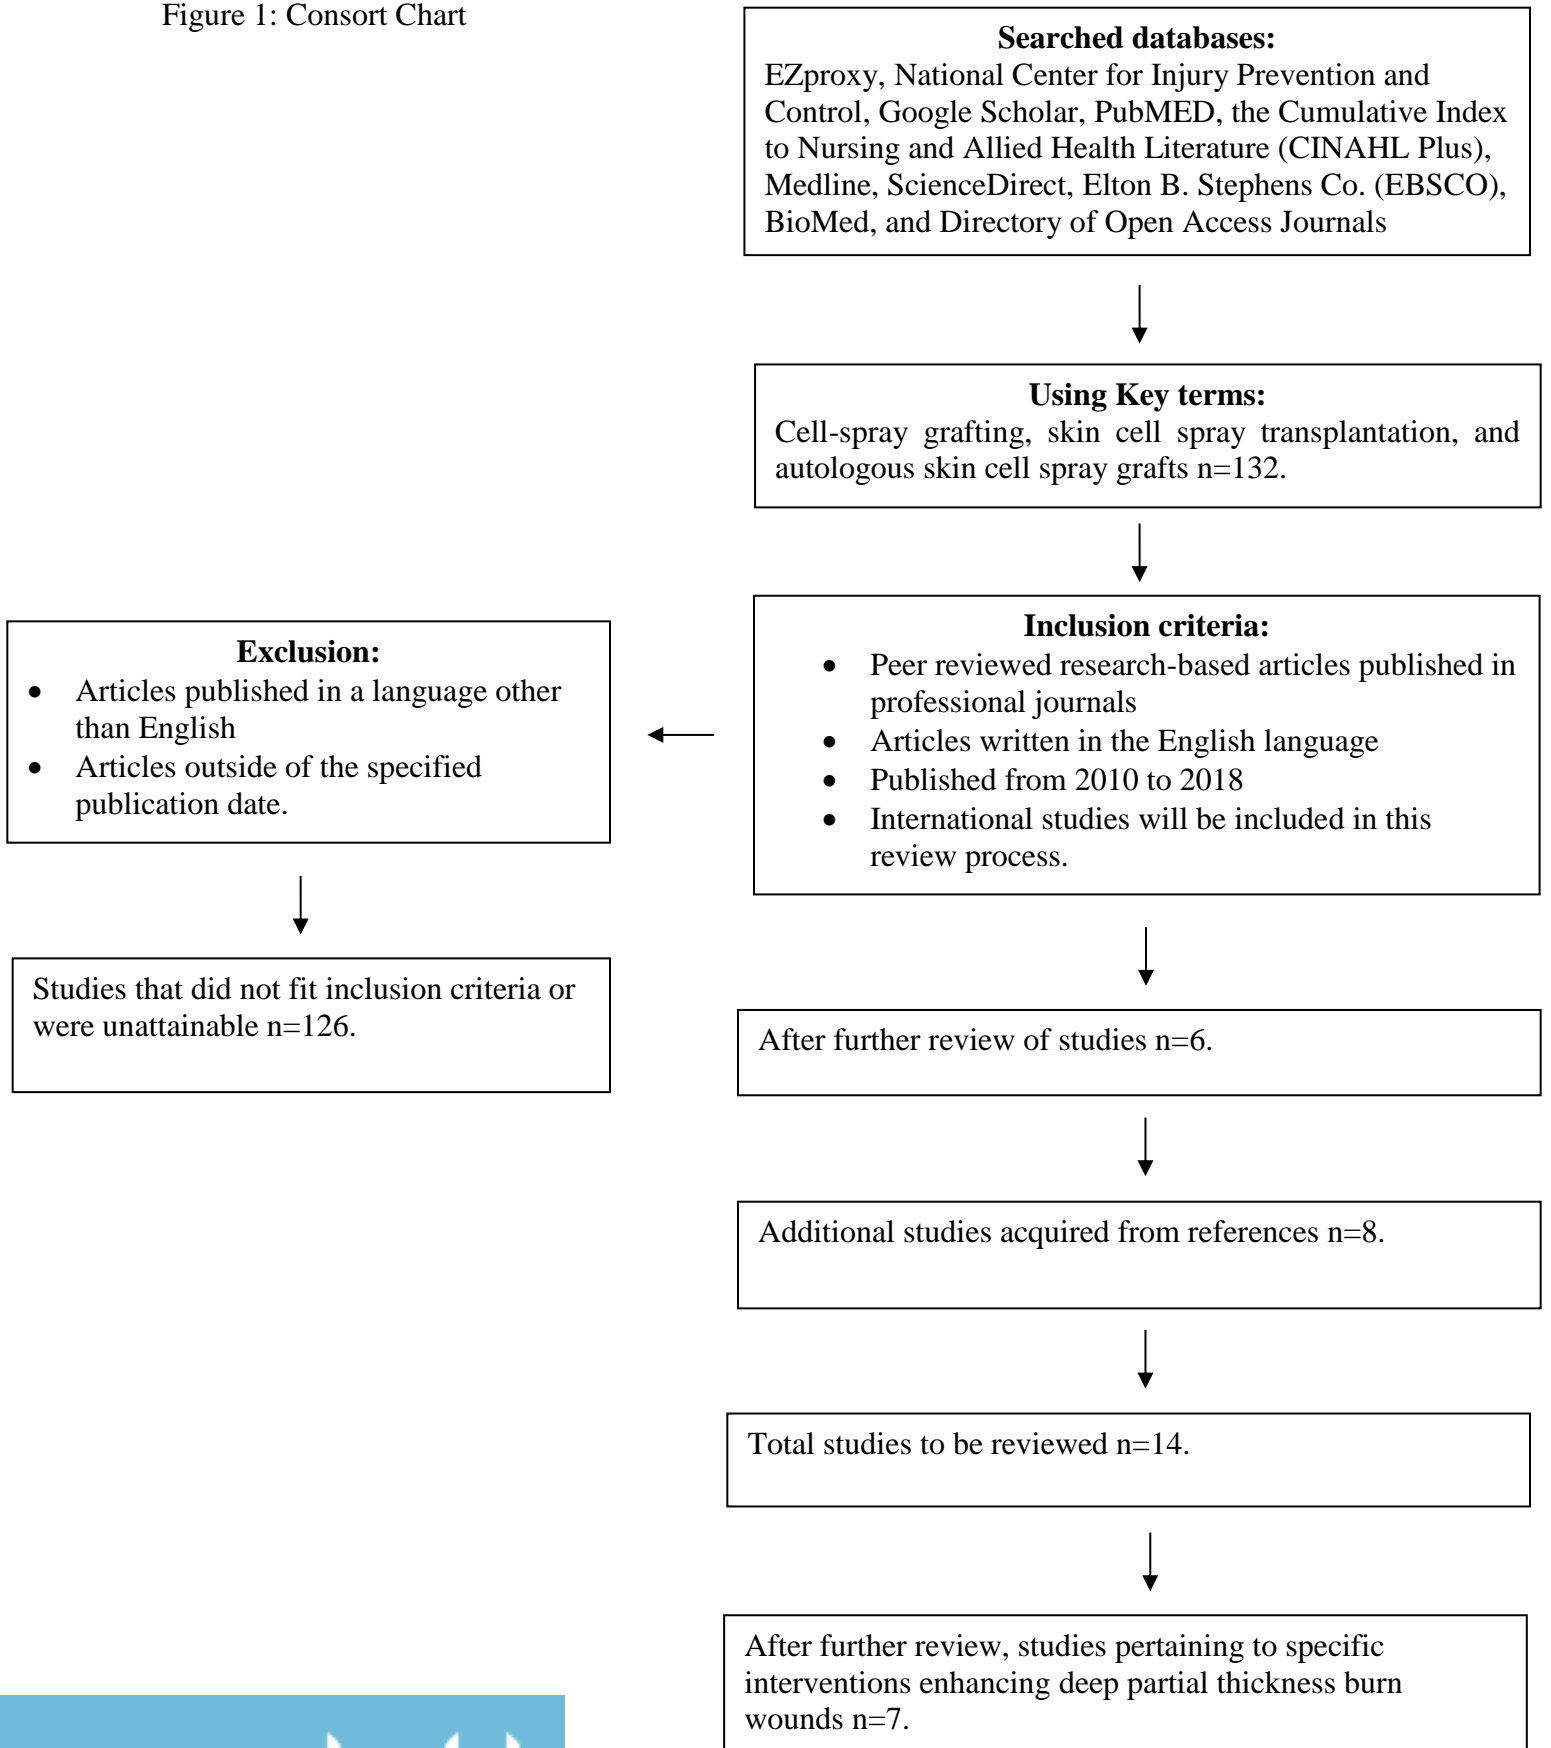 Figure 1: Consort Chart
Searched databases:
EZproxy, National Center for Injury Prevention and
Control, Google Scholar, PubMED, the Cumulative Index
to Nursing and Allied Health Literature (CINAHL Plus),
Medline, ScienceDirect, Elton B. Stephens Co. (EBSCO),
BioMed, and Directory of Open Access Journals
Using Key terms:
Cell-spray grafting, skin cell spray transplantation, and
autologous skin cell spray grafts n=132.
Inclusion criteria:
• Peer reviewed research-based articles published in
professional journals
• Articles written in the English language
• Published from 2010 to 2018
• International studies will be included in this
review process.
Exclusion:
• Articles published in a language other
than English
• Articles outside of the specified
publication date.
Studies that did not fit inclusion criteria or
were unattainable n=126.
After further review of studies n=6.
Additional studies acquired from references n=8.
Total studies to be reviewed n=14.
After further review, studies pertaining to specific
interventions enhancing deep partial thickness burn
wounds n=7.